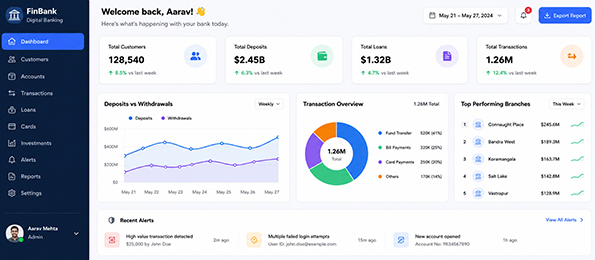 FinBank
Digital Banking
Dashboard
Customers
Accounts
Transactions
Loans
Cards
Investments
Alerts
Reports
Settings
Aarav Mehta
Admin
Welcome back, Aarav! 👋
Here's what's happening with your bank today.
May 21 – May 27, 2024
Export Report
Total Customers
128,540
↑ 8.5% vs last week
Total Deposits
$2.45B
↑ 6.3% vs last week
Total Loans
$1.32B
↑ 4.7% vs last week
Total Transactions
1.26M
↑ 12.4% vs last week
Deposits vs Withdrawals
Weekly
Deposits
Withdrawals
$600M
$400M
$200M
$0
May 21
May 22
May 23
May 24
May 25
May 26
May 27
Transaction Overview
1.26M Total
1.26M
Total
Fund Transfer 520K (41%)
Bill Payments 320K (25%)
Card Payments 250K (20%)
Others 170K (14%)
Top Performing Branches
This Week
1 Connaught Place $245.6M
2 Bandra West $189.2M
3 Koramangala $163.7M
4 Salt Lake $142.8M
5 Vastrapur $128.9M
Recent Alerts
View All Alerts
High value transaction detected
$25,000 by John Doe
2m ago
Multiple failed login attempts
User ID: john.doe@example.com
15m ago
New account opened
Account No: 9834567890
1h ago